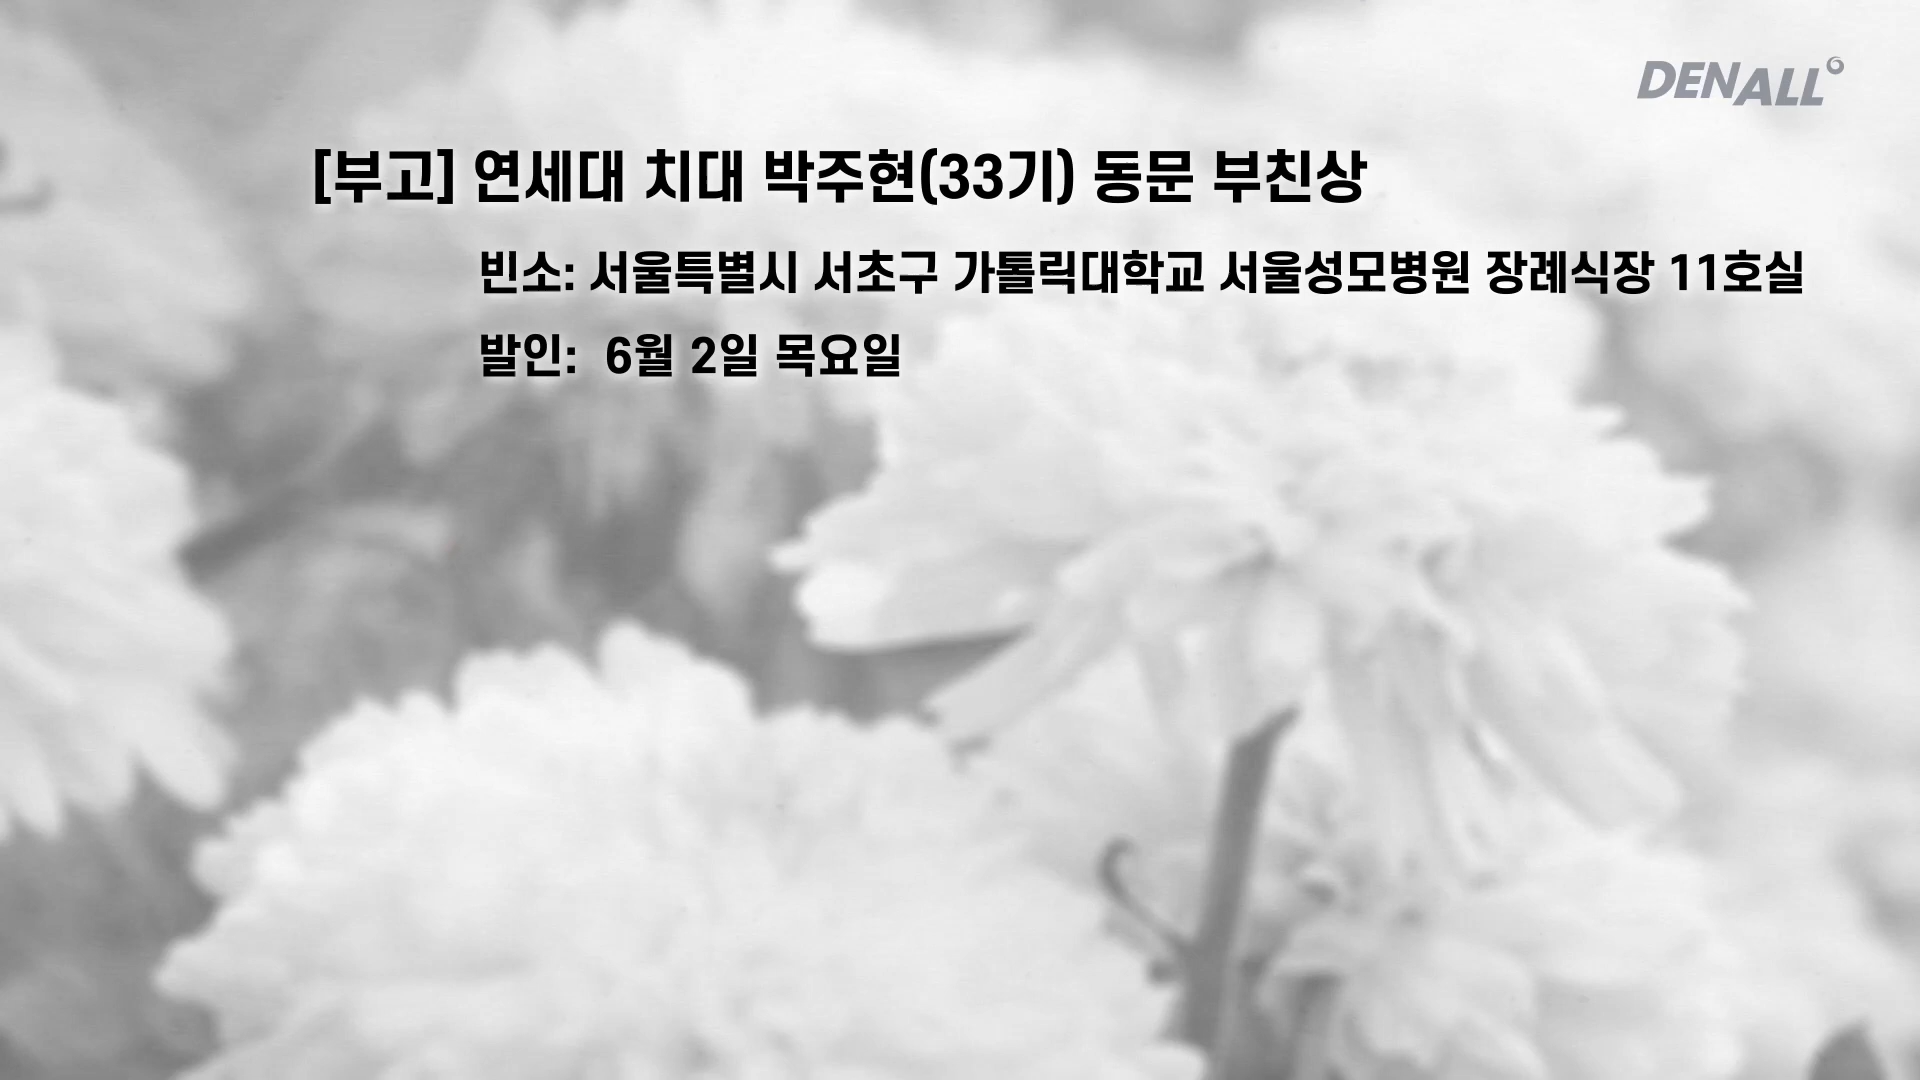 DENALL
[부고] 연세대 치대 박주현(33기) 동문 부친상
빈소: 서울특별시 서초구 가톨릭대학교 서울성모병원 장례식장 11호실
발인: 6월 2일 목요일